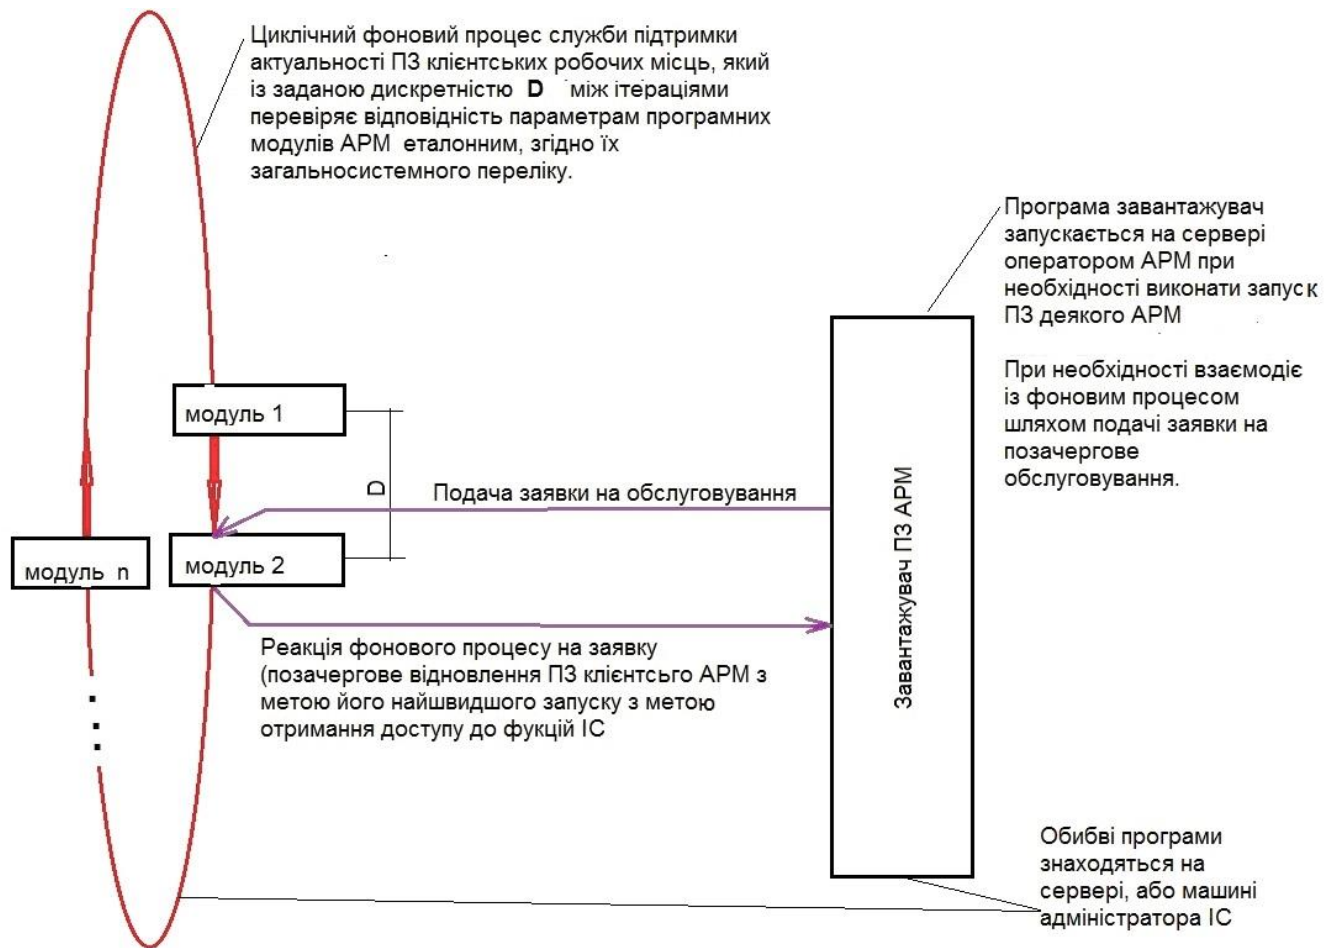 Циклічний фоновий процес служби підтримки
актуальності ПЗ клієнтських робочих місць, який
із заданою дискретністю D між ітераціями
перевіряє відповідність параметрам програмних
модулів АРМ еталонним, згідно їх
загальносистемного переліку.
Програма завантажувач
запускається на сервері
оператором АРМ при
необхідності виконати запуск
ПЗ деякого АРМ
При необхідності взаємодіє
із фоновим процесом
шляхом подачі заявки на
позачергове
обслуговування.
модуль 1
D
Подача заявки на обслуговування
модуль n
модуль 2
Завантажувач ПЗ АРМ
Реакція фонового процесу на заявку
(позачергове відновлення ПЗ клієнтсьго АРМ з
метою його найшвидшого запуску з метою
отримання доступу до фукцій ІС
Обибві програми
знаходяться на
сервері, або машині
адміністратора ІС